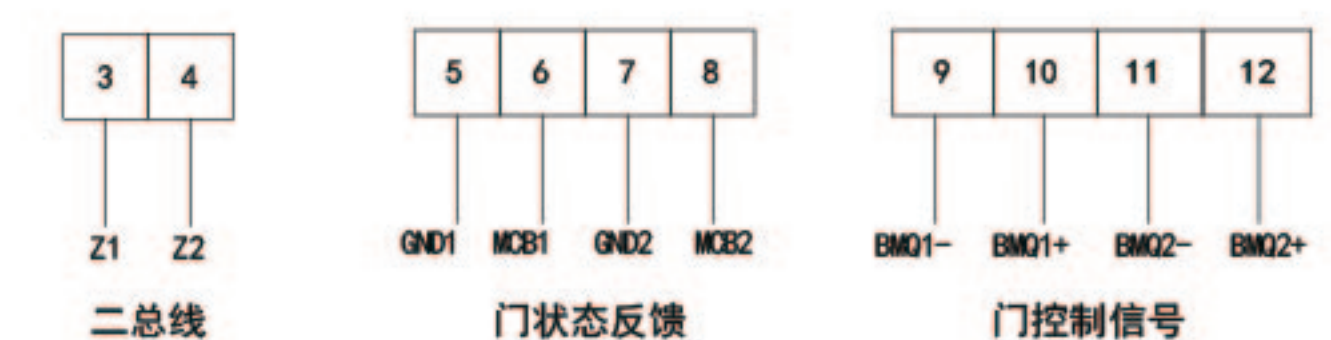 3 4 5 6 7 8 9 10 11 12
Z1 Z2 GND1 MCB1 GND2 MCB2 BMQ1- BMQ1+ BMQ2- BMQ2+
二总线 门状态反馈 门控制信号